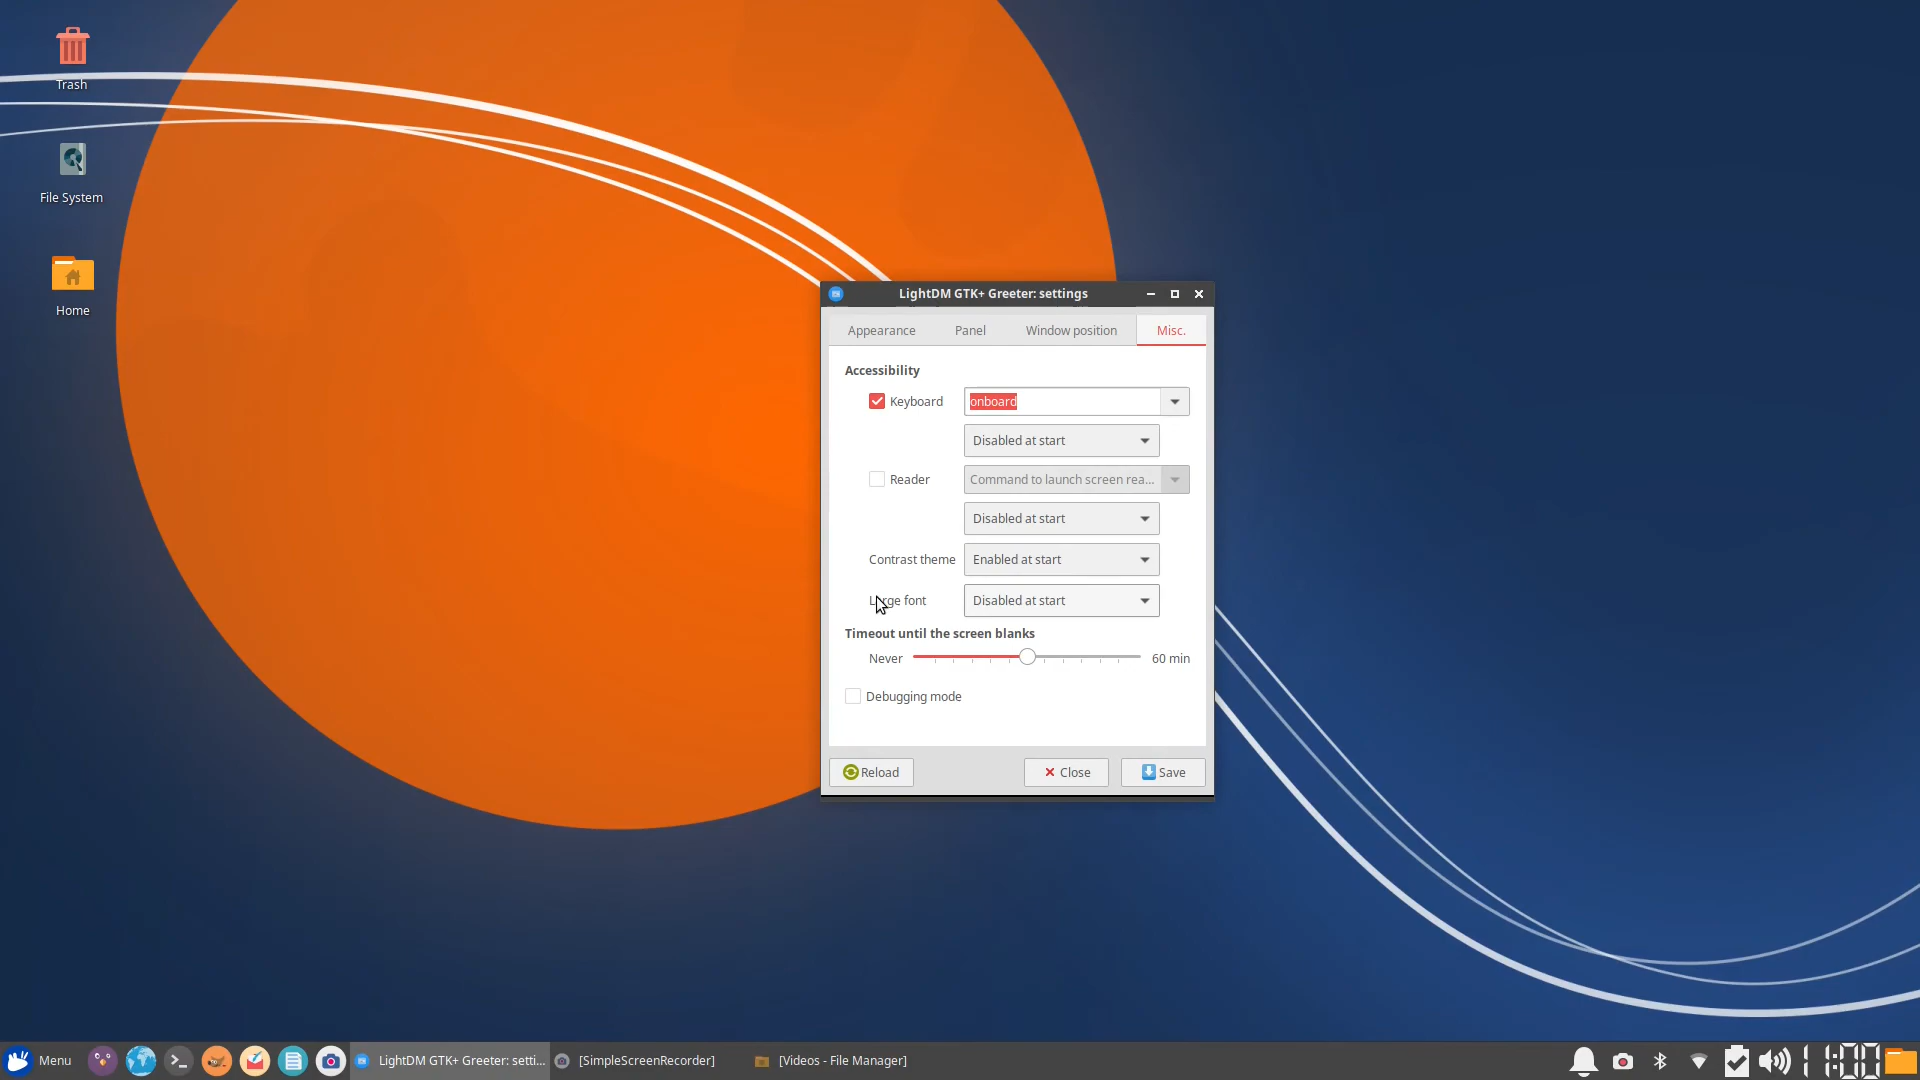 Trash
File System
Home
LightDM GTK+ Greeter: settings
Appearance
Panel
Window position
Misc.
Accessibility
Keyboard
onboard
Disabled at start
Reader
Command to launch screen rea...
Disabled at start
Contrast theme
Enabled at start
Large font
Disabled at start
Timeout until the screen blanks
Never
60 min
Debugging mode
Reload
Close
Save
Menu
LightDM GTK+ Greeter: setti...
[SimpleScreenRecorder]
[Videos - File Manager]
11:00